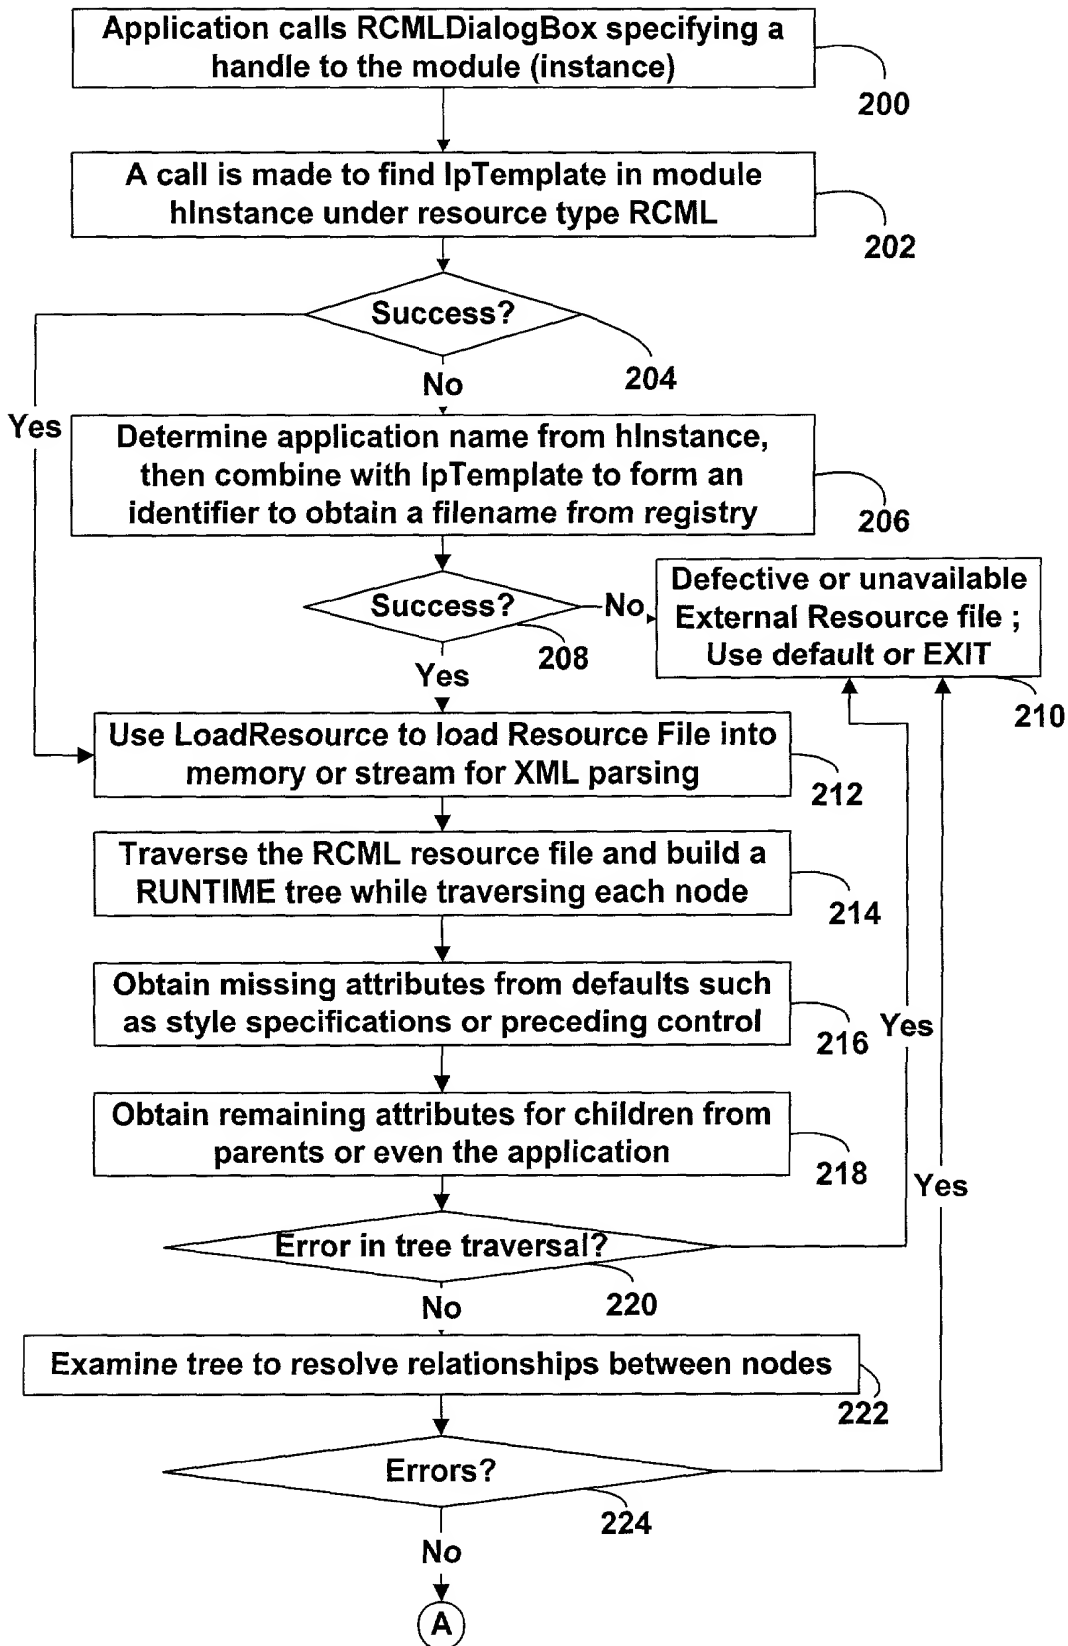 Application calls RCMLDialogBox specifying a
handle to the module (instance)
200
A call is made to find lpTemplate in module
hInstance under resource type RCML
202
Success?
204
No
Yes
Determine application name from hInstance,
then combine with lpTemplate to form an
identifier to obtain a filename from registry
206
Success?
No
208
Defective or unavailable
External Resource file ;
Use default or EXIT
210
Yes
Use LoadResource to load Resource File into
memory or stream for XML parsing
212
Traverse the RCML resource file and build a
RUNTIME tree while traversing each node
214
Obtain missing attributes from defaults such
as style specifications or preceding control
216
Yes
Obtain remaining attributes for children from
parents or even the application
218
Yes
Error in tree traversal?
220
No
Examine tree to resolve relationships between nodes
222
Errors?
224
No
A